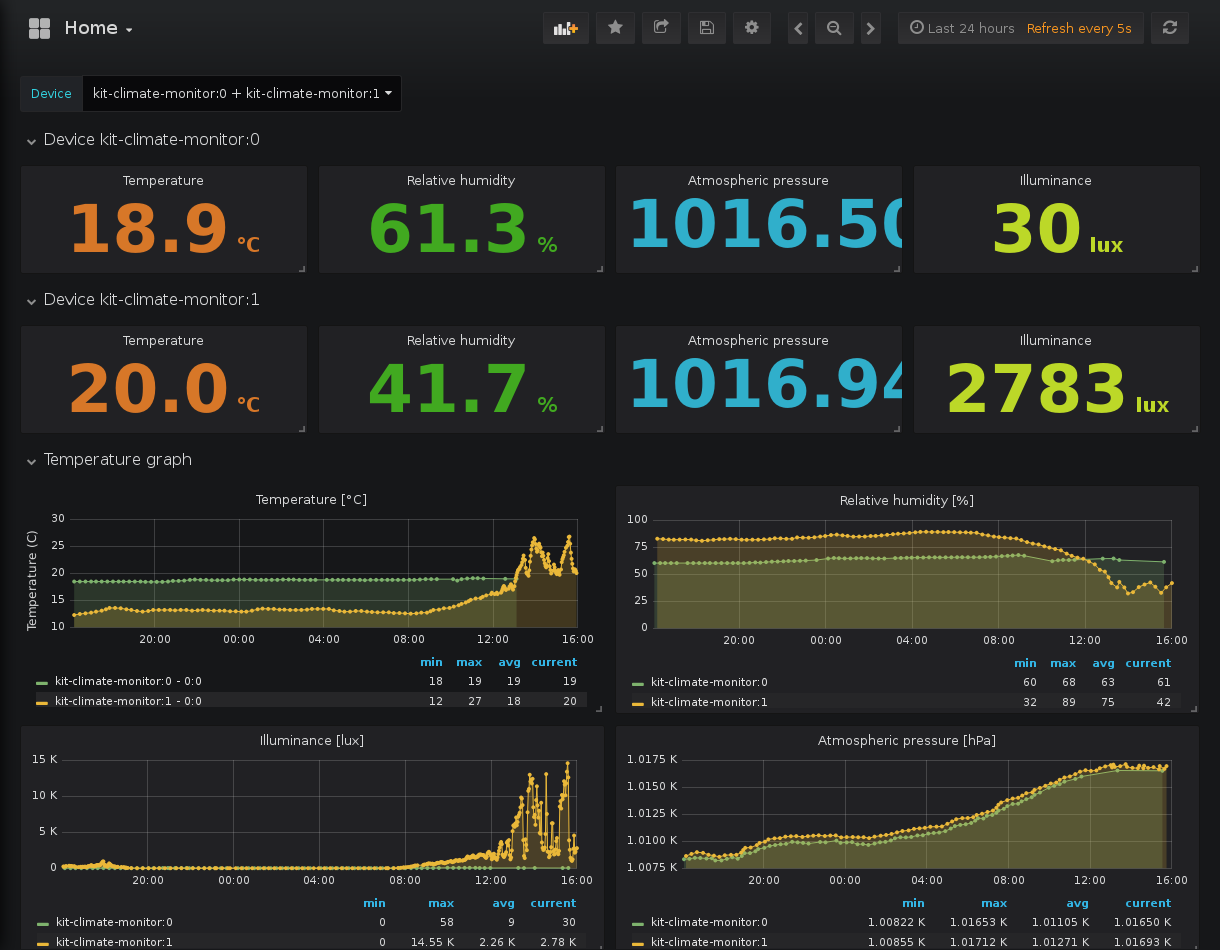 Home
Last 24 hours Refresh every 5s
Device kit-climate-monitor:0 + kit-climate-monitor:1
Device kit-climate-monitor:0
Temperature Relative humidity Atmospheric pressure Illuminance
18.9 °C 61.3 % 1016.50 30 lux
Device kit-climate-monitor:1
Temperature Relative humidity Atmospheric pressure Illuminance
20.0 °C 41.7 % 1016.94 2783 lux
Temperature graph
Temperature [°C]
Temperature (C)
30
25
20
15
10
20:00 00:00 04:00 08:00 12:00 16:00
min max avg current
kit-climate-monitor:0 - 0:0 18 19 19 19
kit-climate-monitor:1 - 0:0 12 27 18 20
Relative humidity [%]
100
75
50
25
0
20:00 00:00 04:00 08:00 12:00 16:00
min max avg current
kit-climate-monitor:0 60 68 63 61
kit-climate-monitor:1 32 89 75 42
Illuminance [lux]
15 K
10 K
5 K
0
20:00 00:00 04:00 08:00 12:00 16:00
min max avg current
kit-climate-monitor:0 0 58 9 30
kit-climate-monitor:1 0 14.55 K 2.26 K 2.78 K
Atmospheric pressure [hPa]
1.0175 K
1.0150 K
1.0125 K
1.0100 K
1.0075 K
20:00 00:00 04:00 08:00 12:00 16:00
min max avg current
kit-climate-monitor:0 1.00822 K 1.01653 K 1.01105 K 1.01650 K
kit-climate-monitor:1 1.00855 K 1.01712 K 1.01271 K 1.01693 K